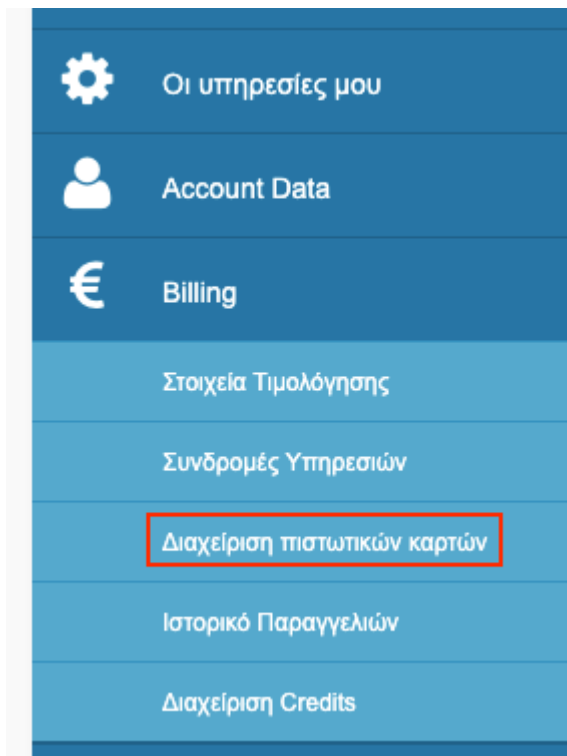 Οι υπηρεσίες μου
Account Data
€ Billing
Στοιχεία Τιμολόγησης
Συνδρομές Υπηρεσιών
Διαχείριση πιστωτικών καρτών
Ιστορικό Παραγγελιών
Διαχείριση Credits